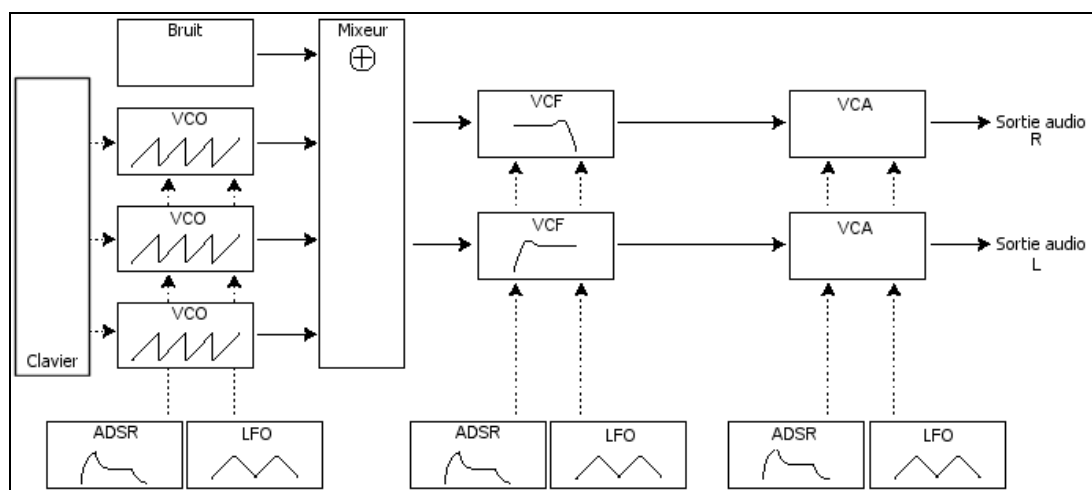 Bruit
Mixeur
VCO
VCF
VCA
Sortie audio
R
VCO
VCF
VCA
Sortie audio
L
VCO
Clavier
ADSR
LFO
ADSR
LFO
ADSR
LFO